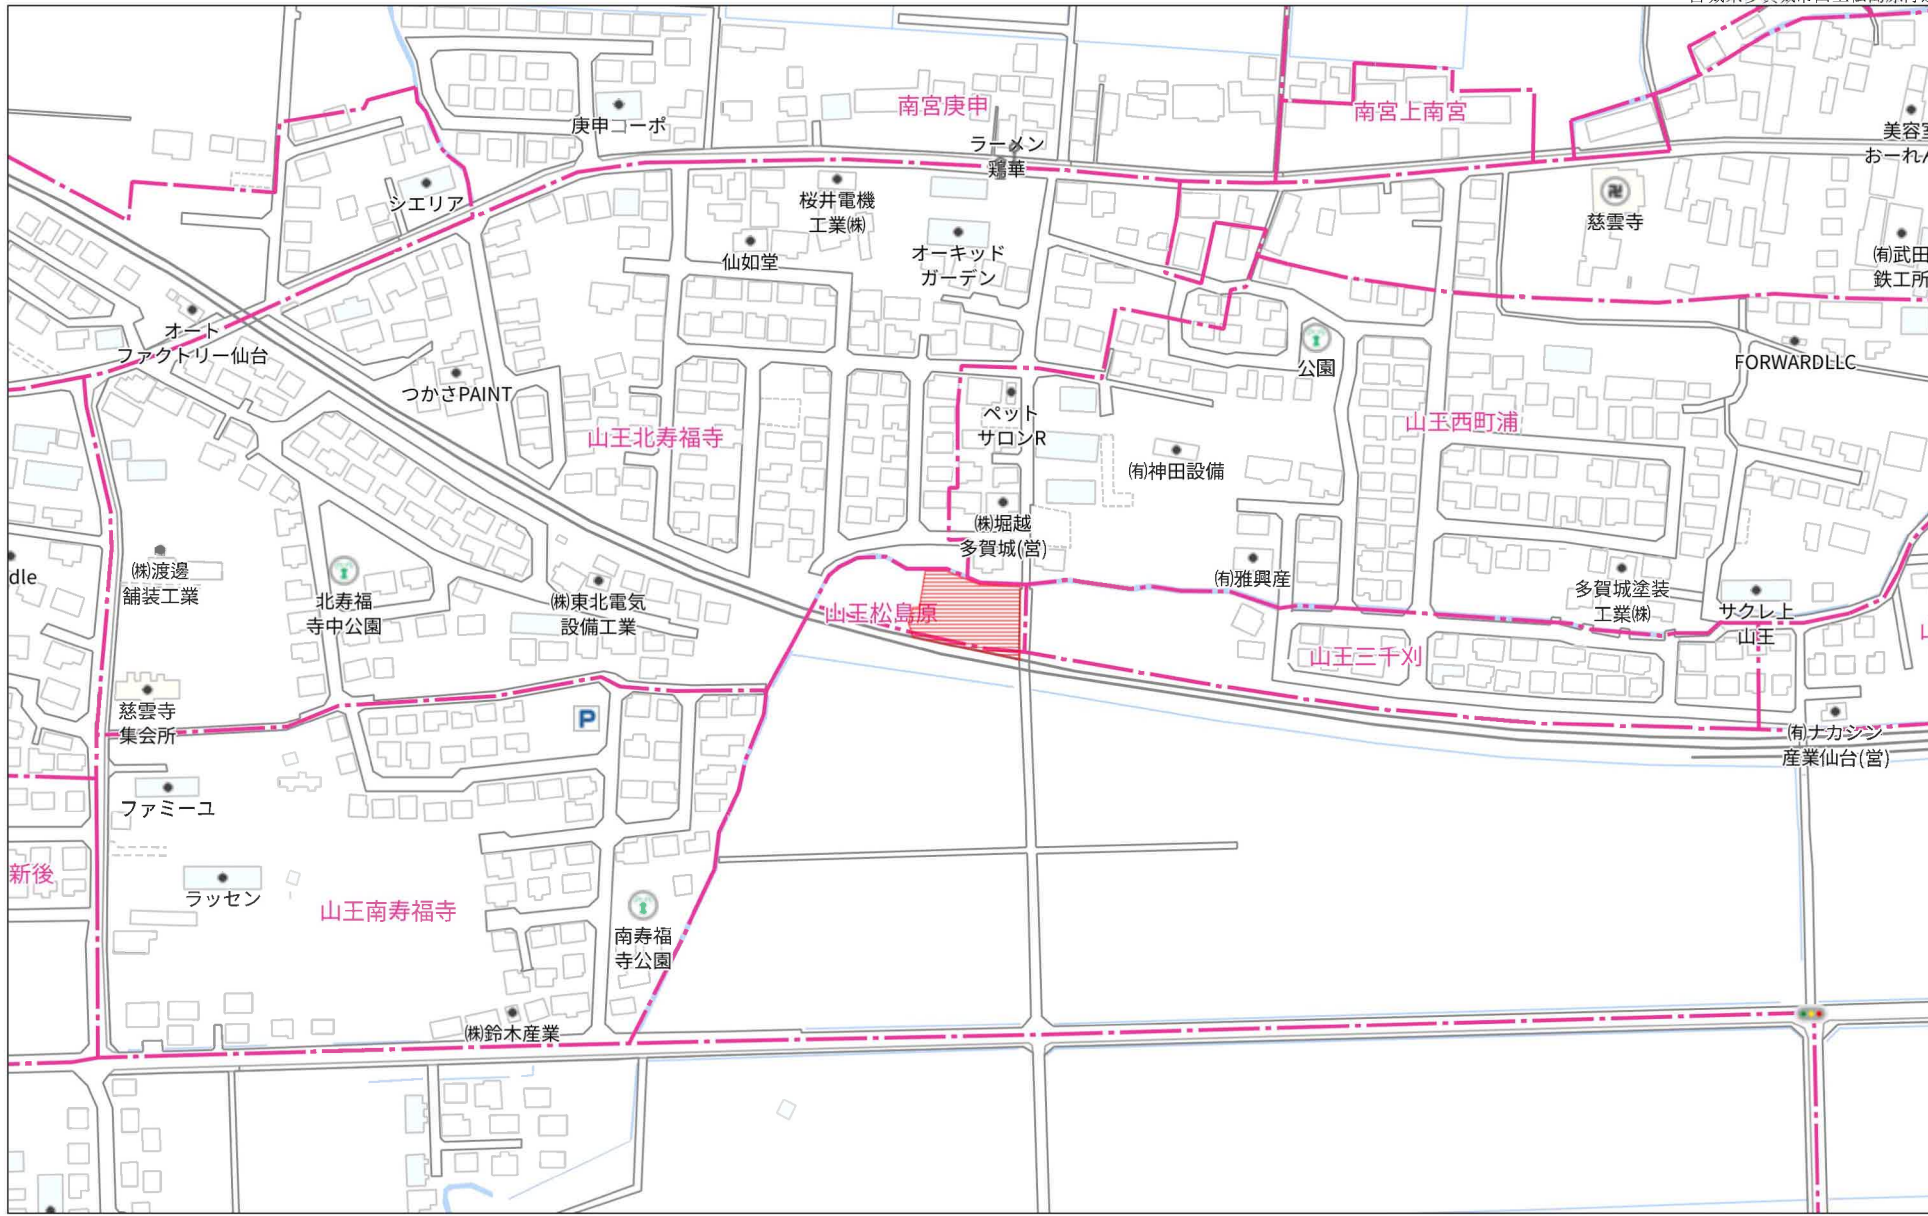 南宮庚申
南宮上南宮
庚申コーポ
美容室
おーれん
ラーメン
鶏華
シエリア
桜井電機
工業㈱
慈雲寺
仙如堂
オーキッド
ガーデン
㈲武田
鉄工所
オート
ファクトリー仙台
公園
FORWARDLLC
つかさPAINT
ペット
サロンR
山王北寿福寺
山王西町浦
㈲神田設備
㈱堀越
多賀城(営)
dle
㈱渡邊
舗装工業
北寿福
寺中公園
㈱東北電気
設備工業
山王松島原
㈲雅興産
多賀城塗装
工業㈱
サクレ上
山王
山王三千刈
慈雲寺
集会所
P
㈲ナカシン
産業仙台(営)
ファミーユ
新後
ラッセン
山王南寿福寺
南寿福
寺公園
㈱鈴木産業